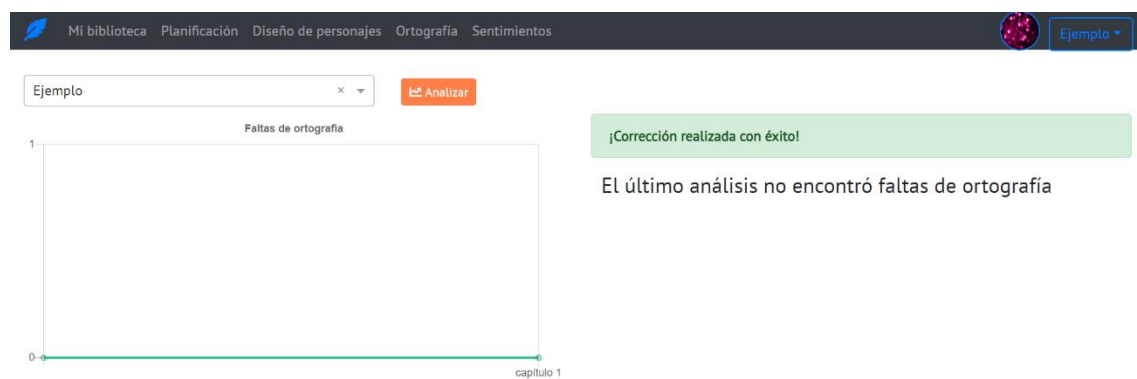 Mi biblioteca Planificación Diseño de personajes Ortografía Sentimientos Ejemplo
Ejemplo × Analizar
Faltas de ortografía
1
0
capítulo 1
¡Corrección realizada con éxito!
El último análisis no encontró faltas de ortografía